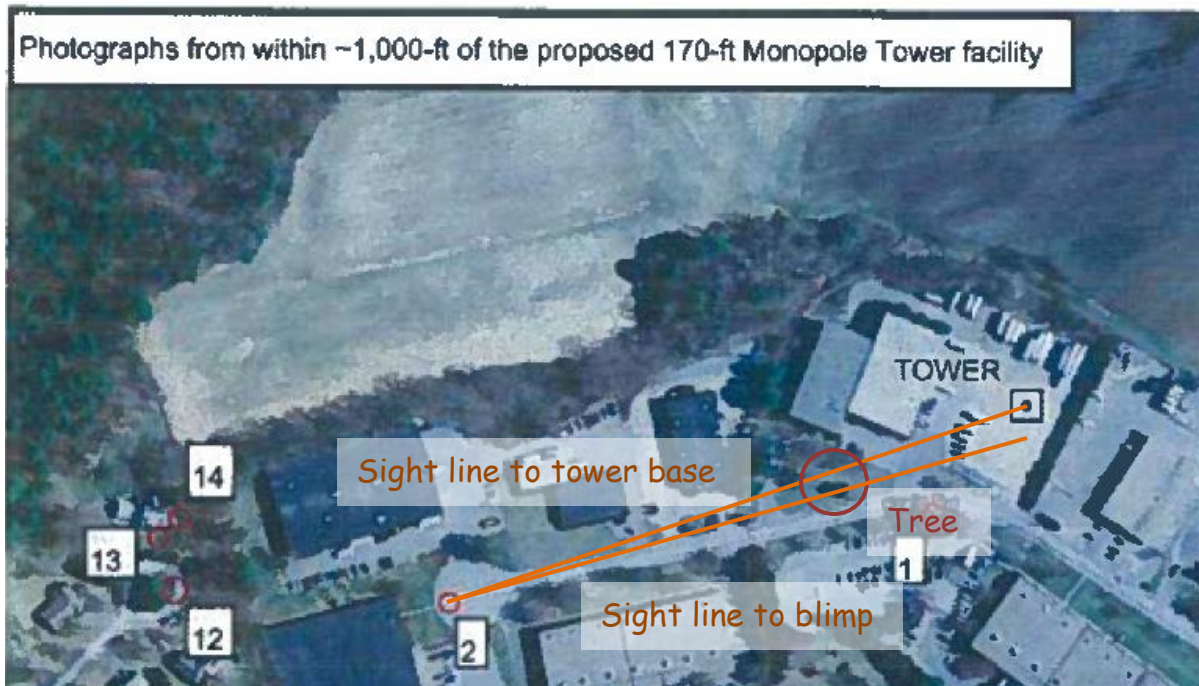 Photographs from within ~1,000-ft of the proposed 170-ft Monopole Tower facility
TOWER
Sight line to tower base
14
Tree
13
1
Sight line to blimp
12
2